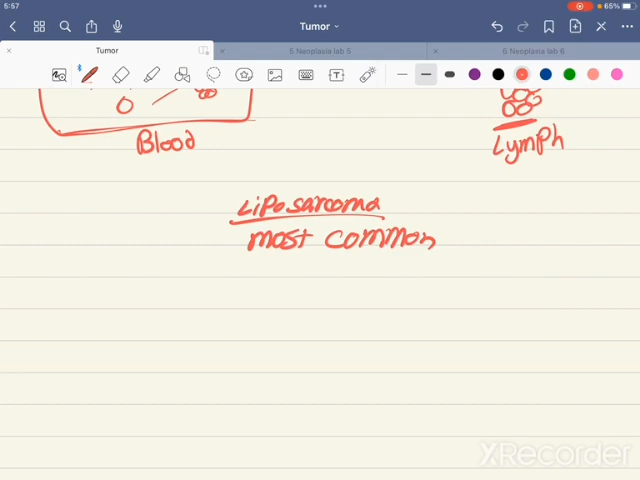 5:57
65%
Tumor
Tumor
5 Neoplasia lab 5
6 Neoplasia lab 6
Blood
Lymph
Liposarcoma
most common
XRecorder